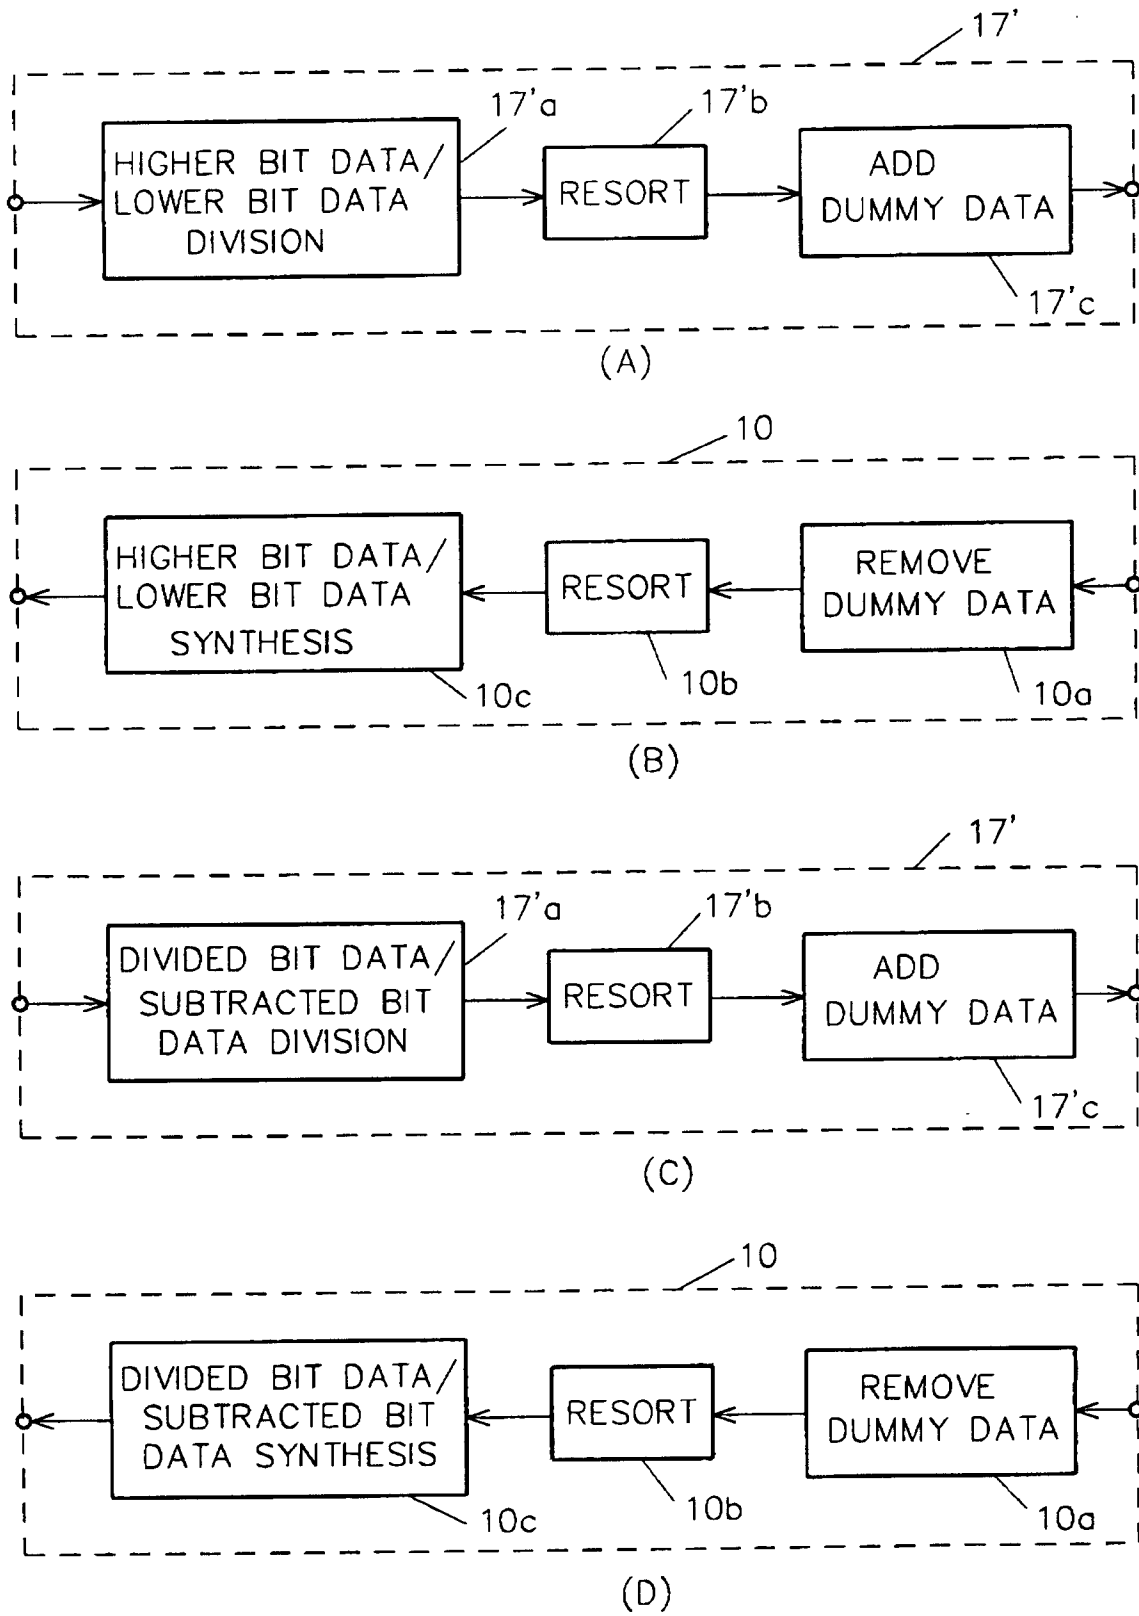 17'
17'a
17'b
HIGHER BIT DATA/
LOWER BIT DATA
DIVISION
RESORT
ADD
DUMMY DATA
17'c
(A)
10
HIGHER BIT DATA/
LOWER BIT DATA
SYNTHESIS
RESORT
REMOVE
DUMMY DATA
10c
10b
10a
(B)
17'
17'a
17'b
DIVIDED BIT DATA/
SUBTRACTED BIT
DATA DIVISION
RESORT
ADD
DUMMY DATA
17'c
(C)
10
DIVIDED BIT DATA/
SUBTRACTED BIT
DATA SYNTHESIS
RESORT
REMOVE
DUMMY DATA
10c
10b
10a
(D)